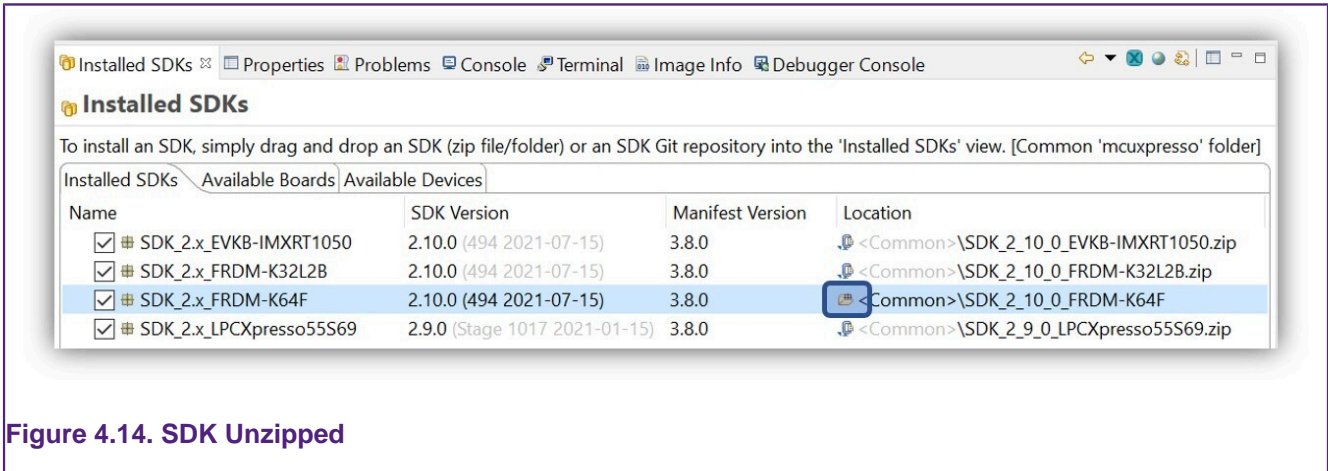 Installed SDKs Properties Problems Console Terminal Image Info Debugger Console
Installed SDKs
To install an SDK, simply drag and drop an SDK (zip file/folder) or an SDK Git repository into the 'Installed SDKs' view. [Common 'mcuxpresso' folder]
Installed SDKs Available Boards Available Devices
Name SDK Version Manifest Version Location
SDK_2.x_EVKB-IMXRT1050 2.10.0 (494 2021-07-15) 3.8.0 <Common>\SDK_2_10_0_EVKB-IMXRT1050.zip
SDK_2.x_FRDM-K32L2B 2.10.0 (494 2021-07-15) 3.8.0 <Common>\SDK_2_10_0_FRDM-K32L2B.zip
SDK_2.x_FRDM-K64F 2.10.0 (494 2021-07-15) 3.8.0 <Common>\SDK_2_10_0_FRDM-K64F
SDK_2.x_LPCXpresso55S69 2.9.0 (Stage 1017 2021-01-15) 3.8.0 <Common>\SDK_2_9_0_LPCXpresso55S69.zip
Figure 4.14. SDK Unzipped